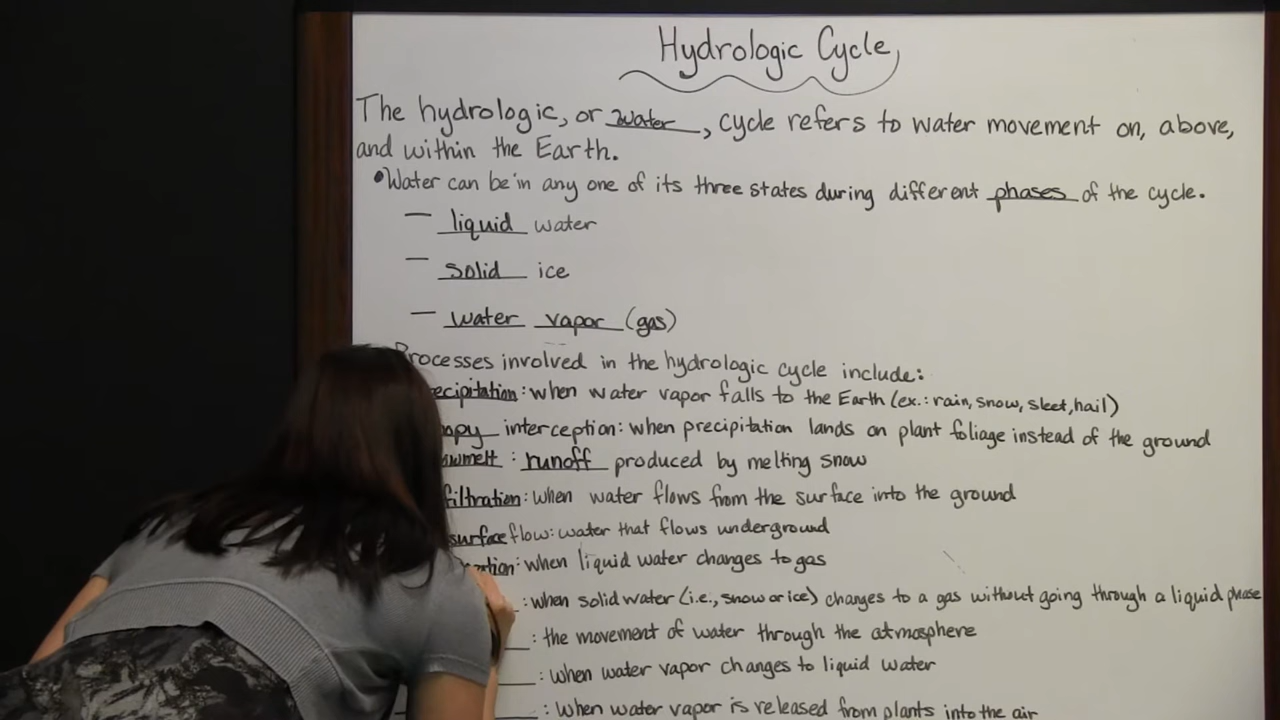 Hydrologic Cycle
The hydrologic, or water, cycle refers to water movement on, above,
and within the Earth.
•Water can be in any one of its three states during different phases of the cycle.
— liquid water
— solid ice
— water vapor (gas)
Processes involved in the hydrologic cycle include:
ecipitation: when water vapor falls to the Earth (ex.: rain, snow, sleet, hail)
opy interception: when precipitation lands on plant foliage instead of the ground
wmelt: runoff produced by melting snow
filtration: when water flows from the surface into the ground
surface flow: water that flows underground
ration: when liquid water changes to gas
: when solid water (i.e., snow or ice) changes to a gas without going through a liquid phase
: the movement of water through the atmosphere
: when water vapor changes to liquid water
: When water vapor is released from plants into the air